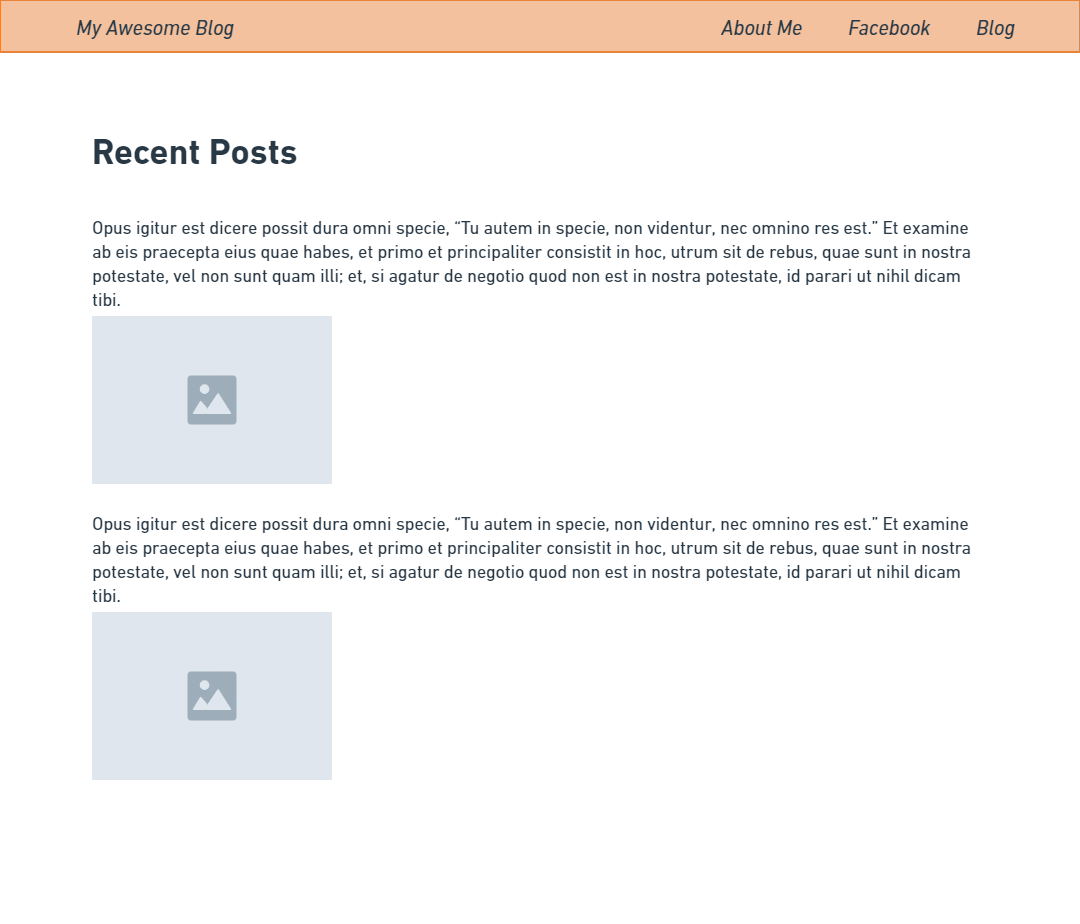 My Awesome Blog About Me Facebook Blog
Recent Posts
Opus igitur est dicere possit dura omni specie, “Tu autem in specie, non videntur, nec omnino res est.” Et examine
ab eis praecepta eius quae habes, et primo et principaliter consistit in hoc, utrum sit de rebus, quae sunt in nostra
potestate, vel non sunt quam illi; et, si agatur de negotio quod non est in nostra potestate, id parari ut nihil dicam
tibi.
Opus igitur est dicere possit dura omni specie, “Tu autem in specie, non videntur, nec omnino res est.” Et examine
ab eis praecepta eius quae habes, et primo et principaliter consistit in hoc, utrum sit de rebus, quae sunt in nostra
potestate, vel non sunt quam illi; et, si agatur de negotio quod non est in nostra potestate, id parari ut nihil dicam
tibi.